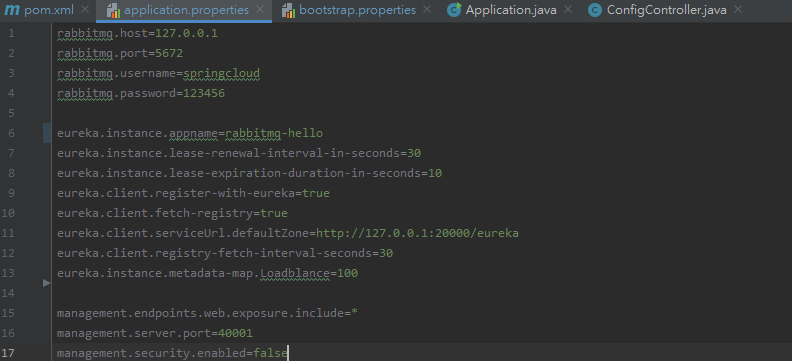 pom.xml application.properties bootstrap.properties Application.java ConfigController.java
1 rabbitmq.host=127.0.0.1
2 rabbitmq.port=5672
3 rabbitmq.username=springcloud
4 rabbitmq.password=123456
5
6 eureka.instance.appname=rabbitmq-hello
7 eureka.instance.lease-renewal-interval-in-seconds=30
8 eureka.instance.lease-expiration-duration-in-seconds=10
9 eureka.client.register-with-eureka=true
10 eureka.client.fetch-registry=true
11 eureka.client.serviceUrl.defaultZone=http://127.0.0.1:20000/eureka
12 eureka.client.registry-fetch-interval-seconds=30
13 eureka.instance.metadata-map.Loadblance=100
14
15 management.endpoints.web.exposure.include=*
16 management.server.port=40001
17 management.security.enabled=false